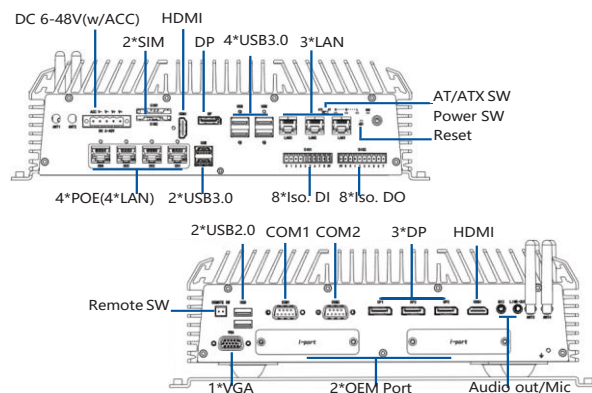 DC 6-48V(w/ACC)
HDMI
2*SIM
DP
4*USB3.0
3*LAN
AT/ATX SW
Power SW
Reset
4*POE(4*LAN)
2*USB3.0
8*Iso. DI
8*Iso. DO
2*USB2.0
COM1
COM2
3*DP
HDMI
Remote SW
i-port
i-port
1*VGA
2*OEM Port
Audio out/Mic